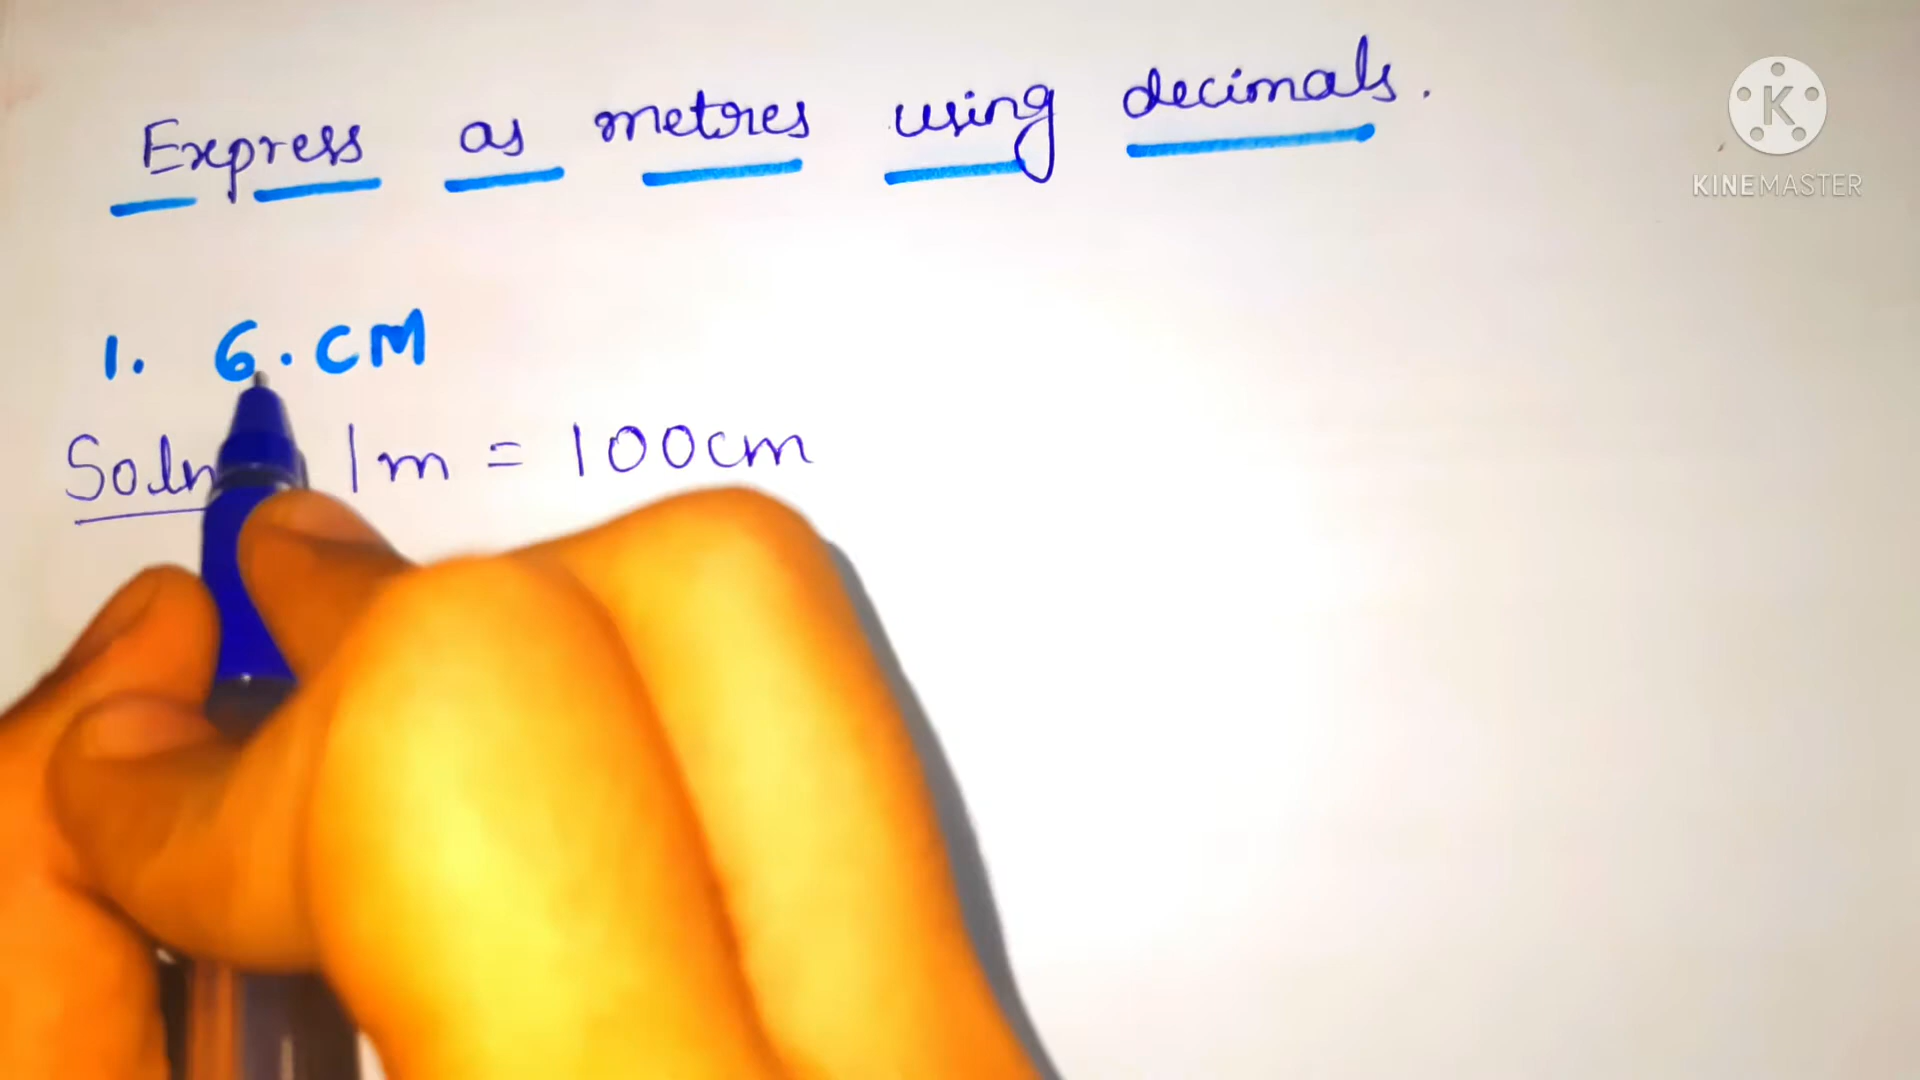 Express as metres using decimals.
K
KINEMASTER
1. 6. CM
Soln 1m = 100cm